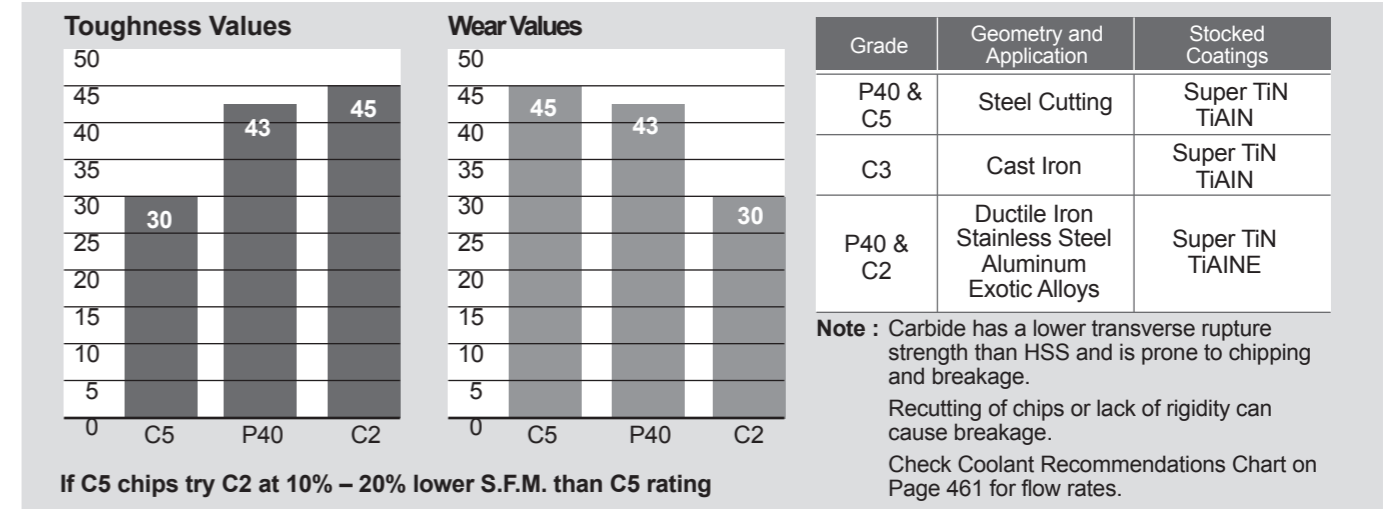 Toughness Values
50
45
40
35
30
25
20
15
10
5
0
30
43
45
C5 P40 C2
Wear Values
50
45
40
35
30
25
20
15
10
5
0
45
43
30
C5 P40 C2
If C5 chips try C2 at 10% – 20% lower S.F.M. than C5 rating
Grade Geometry and Application Stocked Coatings
P40 & C5 Steel Cutting Super TiN TiAIN
C3 Cast Iron Super TiN TiAIN
P40 & C2 Ductile Iron Stainless Steel Aluminum Exotic Alloys Super TiN TiAINE
Note : Carbide has a lower transverse rupture
strength than HSS and is prone to chipping
and breakage.
Recutting of chips or lack of rigidity can
cause breakage.
Check Coolant Recommendations Chart on
Page 461 for flow rates.